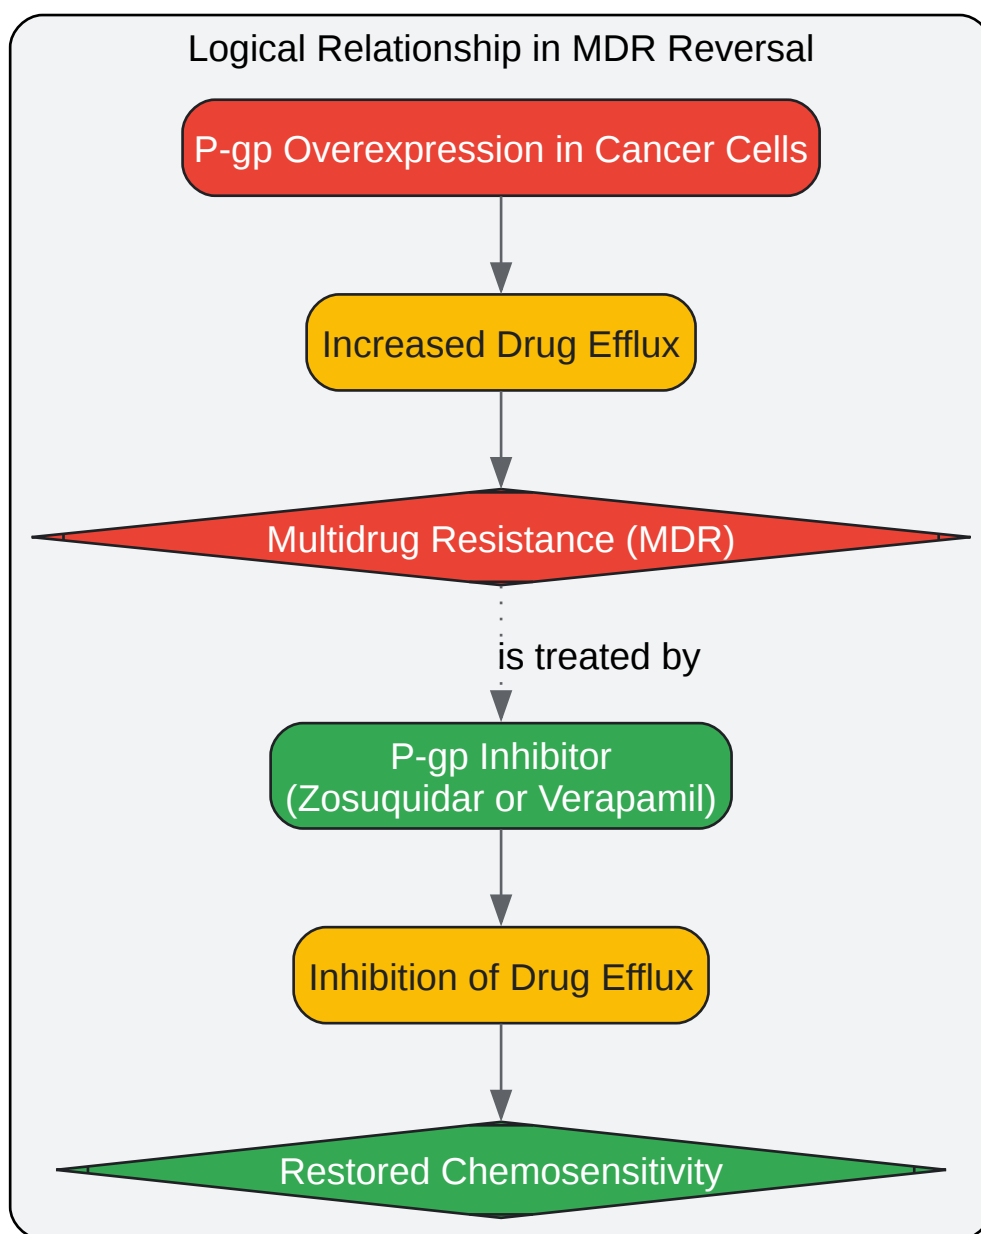 Logical Relationship in MDR Reversal
P-gp Overexpression in Cancer Cells
Increased Drug Efflux
Multidrug Resistance (MDR)
is treated by
P-gp Inhibitor
(Zosuquidar or Verapamil)
Inhibition of Drug Efflux
Restored Chemosensitivity